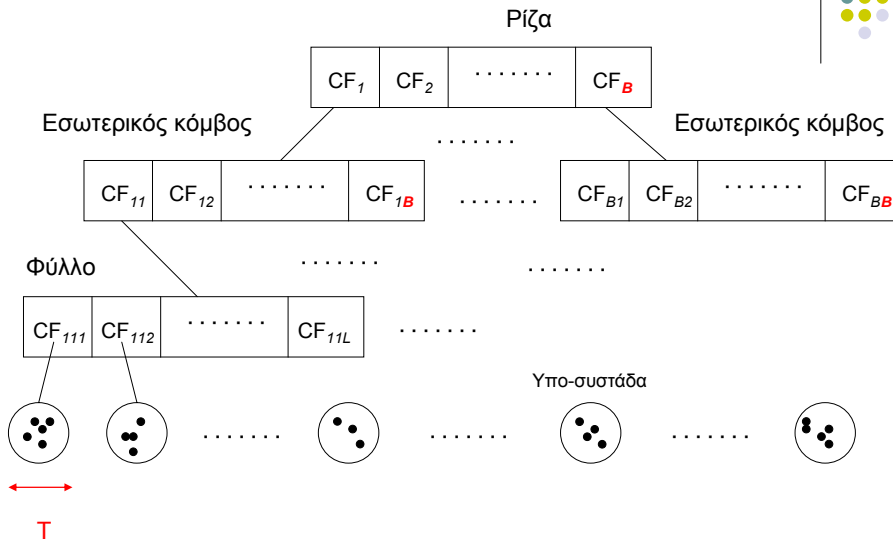 Ρίζα
CF1 CF2 ....... CFB
Εσωτερικός κόμβος Εσωτερικός κόμβος
.......
CF11 CF12 ....... CF1B ....... CFB1 CFB2 ....... CFBB
Φύλλο ....... .......
CF111 CF112 ....... CF11L .......
Υπο-συστάδα
....... ....... .......
T